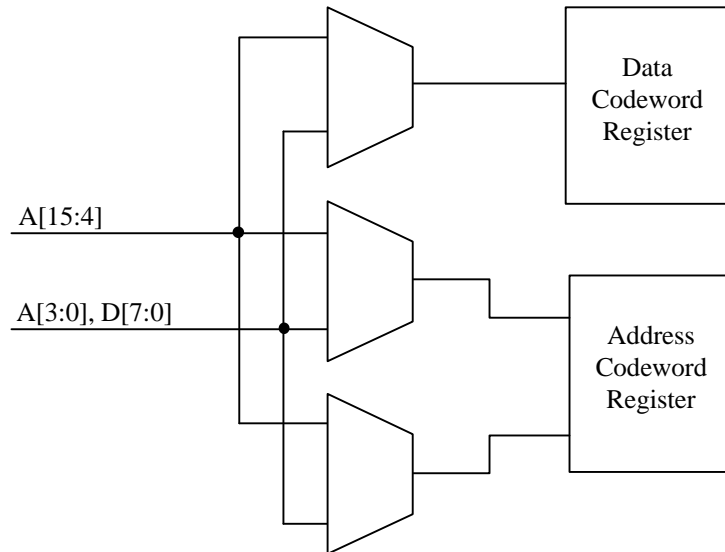 Data
Codeword
Register
A[15:4]
A[3:0], D[7:0]
Address
Codeword
Register